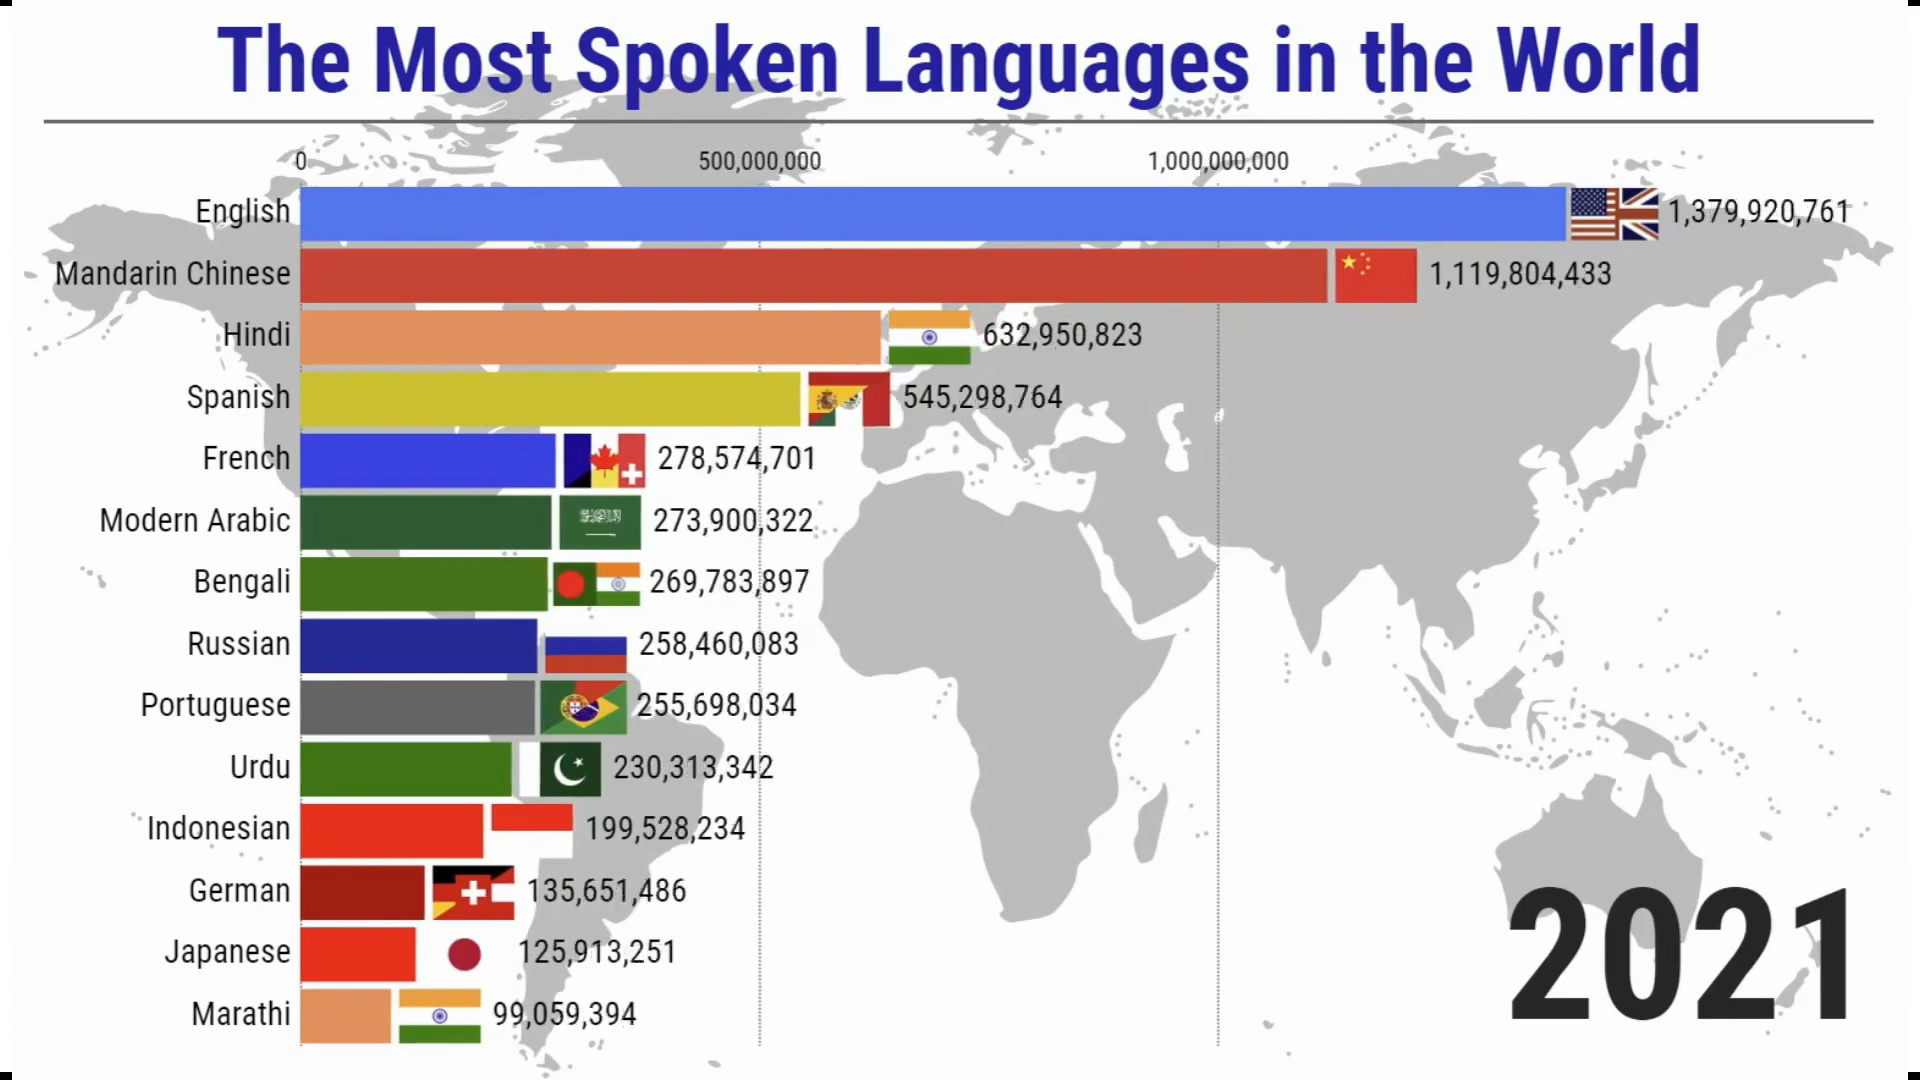 The Most Spoken Languages in the World
0 500,000,000 1,000,000,000
English 1,379,920,761
Mandarin Chinese 1,119,804,433
Hindi 632,950,823
Spanish 545,298,764
French 278,574,701
Modern Arabic 273,900,322
Bengali 269,783,897
Russian 258,460,083
Portuguese 255,698,034
Urdu 230,313,342
Indonesian 199,528,234
German 135,651,486
Japanese 125,913,251
Marathi 99,059,394
2021